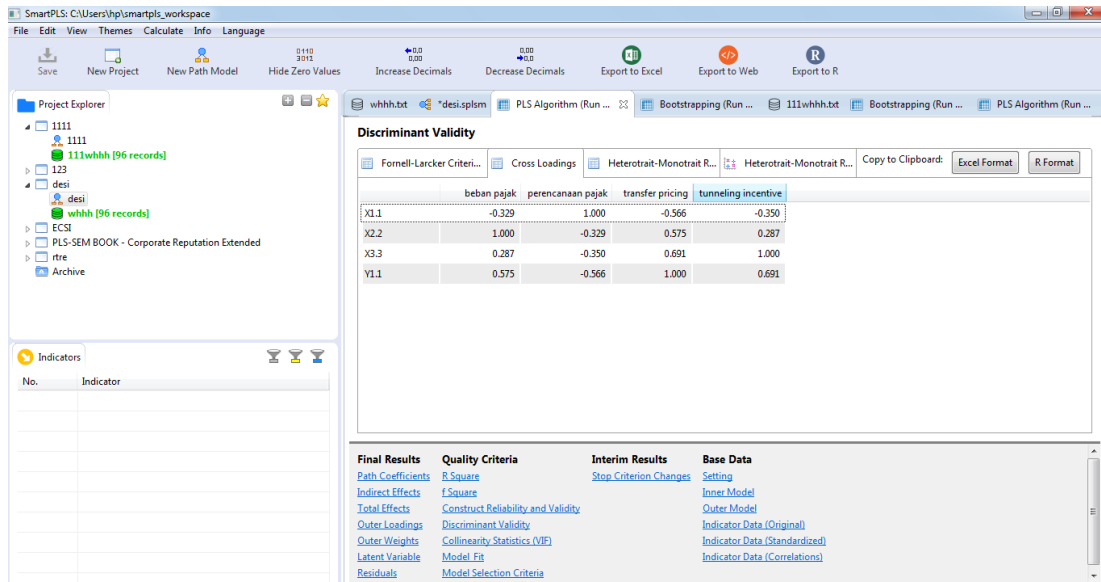 SmartPLS: C:\Users\hp\smartpls_workspace
File Edit View Themes Calculate Info Language
Save New Project New Path Model Hide Zero Values Increase Decimals Decrease Decimals Export to Excel Export to Web Export to R
Project Explorer
1111
1111
111whhh [96 records]
123
desi
desi
whhh [96 records]
ECSI
PLS-SEM BOOK - Corporate Reputation Extended
rtre
Archive
Indicators
No. Indicator
whhh.txt *desi.splsm PLS Algorithm (Run ... Bootstrapping (Run ... 111whhh.txt Bootstrapping (Run ... PLS Algorithm (Run ...
Discriminant Validity
Fornell-Larcker Criteri... Cross Loadings Heterotrait-Monotrait R... Heterotrait-Monotrait R... Copy to Clipboard: Excel Format R Format
beban pajak perencanaan pajak transfer pricing tunneling incentive
X1.1 -0.329 1.000 -0.566 -0.350
X2.2 1.000 -0.329 0.575 0.287
X3.3 0.287 -0.350 0.691 1.000
Y1.1 0.575 -0.566 1.000 0.691
Final Results Quality Criteria Interim Results Base Data
Path Coefficients R Square Stop Criterion Changes Setting
Indirect Effects f Square Inner Model
Total Effects Construct Reliability and Validity Outer Model
Outer Loadings Discriminant Validity Indicator Data (Original)
Outer Weights Collinearity Statistics (VIF) Indicator Data (Standardized)
Latent Variable Model Fit Indicator Data (Correlations)
Residuals Model Selection Criteria